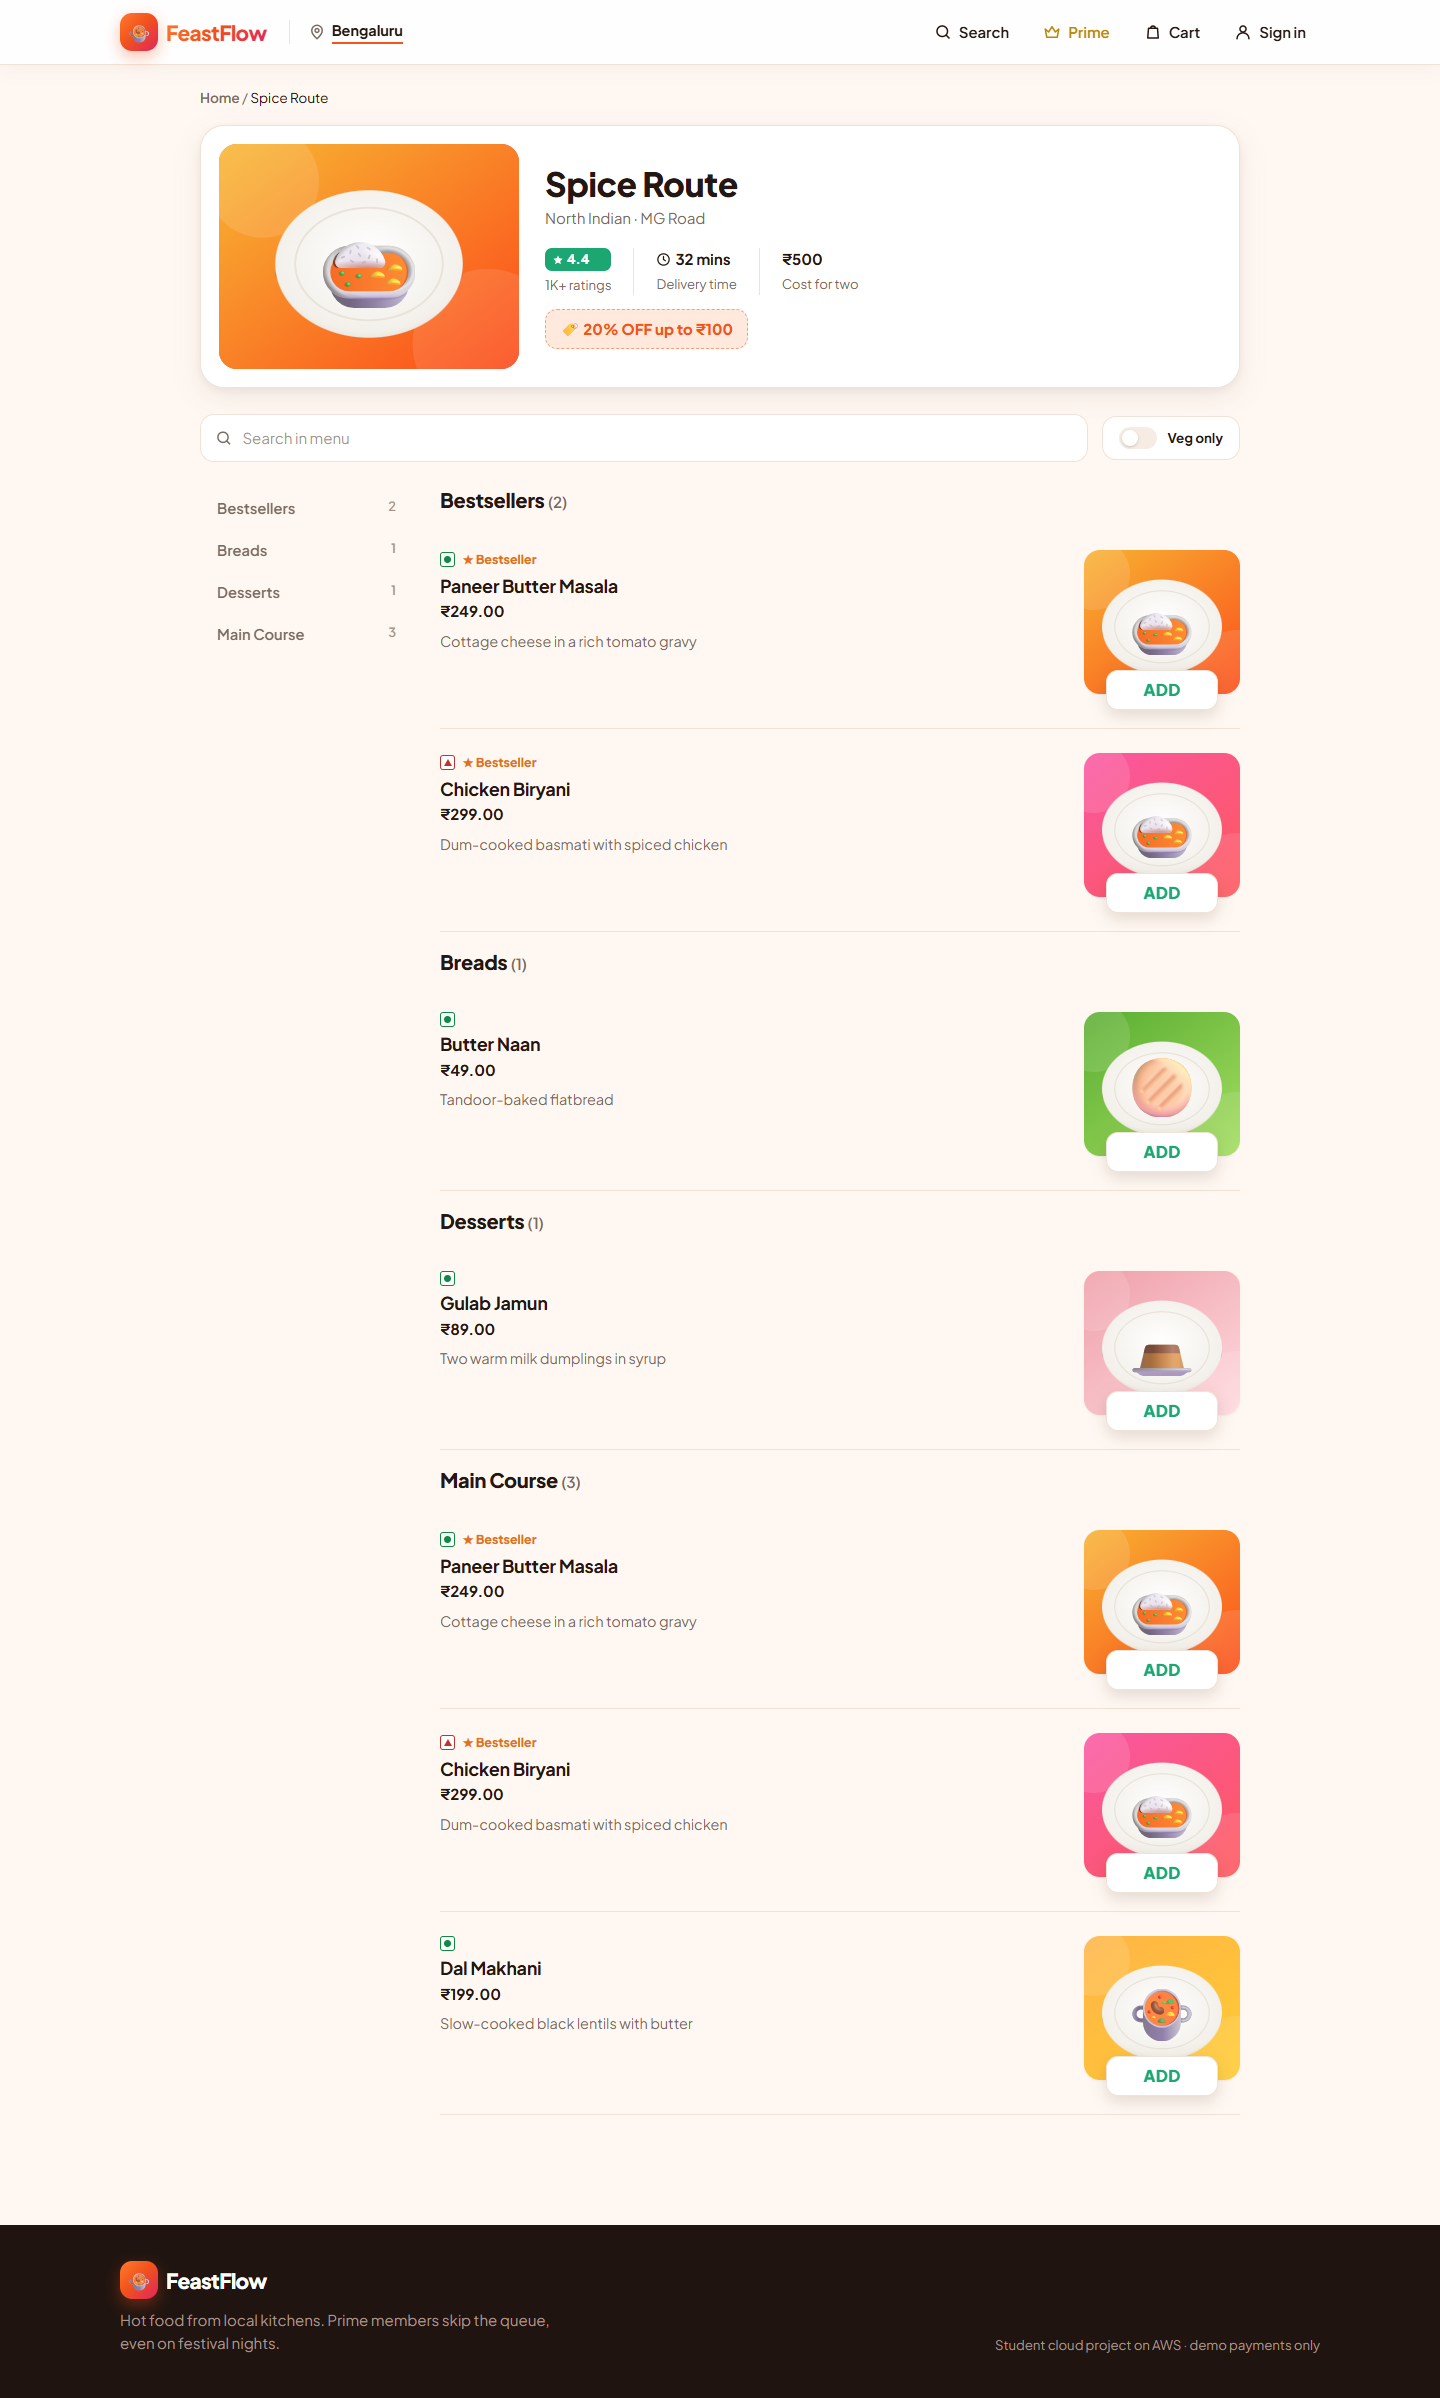 FeastFlow
Bengaluru
Search
Prime
Cart
Sign in
Home / Spice Route
Spice Route
North Indian · MG Road
★ 4.4
1K+ ratings
32 mins
Delivery time
₹500
Cost for two
20% OFF up to ₹100
Search in menu
Veg only
Bestsellers 2
Breads 1
Desserts 1
Main Course 3
Bestsellers (2)
★ Bestseller
Paneer Butter Masala
₹249.00
Cottage cheese in a rich tomato gravy
ADD
★ Bestseller
Chicken Biryani
₹299.00
Dum-cooked basmati with spiced chicken
ADD
Breads (1)
Butter Naan
₹49.00
Tandoor-baked flatbread
ADD
Desserts (1)
Gulab Jamun
₹89.00
Two warm milk dumplings in syrup
ADD
Main Course (3)
★ Bestseller
Paneer Butter Masala
₹249.00
Cottage cheese in a rich tomato gravy
ADD
★ Bestseller
Chicken Biryani
₹299.00
Dum-cooked basmati with spiced chicken
ADD
Dal Makhani
₹199.00
Slow-cooked black lentils with butter
ADD
FeastFlow
Hot food from local kitchens. Prime members skip the queue,
even on festival nights.
Student cloud project on AWS · demo payments only